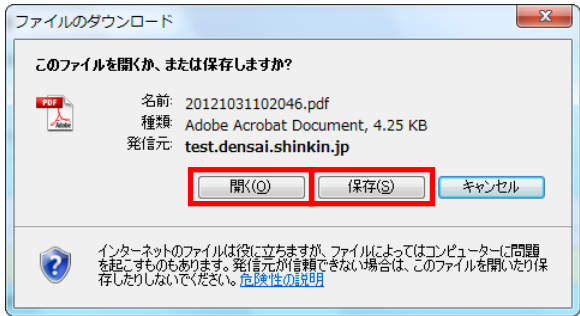 ファイルのダウンロード
このファイルを開くか、または保存しますか?
PDF
Adobe
名前: 20121031102046.pdf
種類: Adobe Acrobat Document, 4.25 KB
発信元: test.densai.shinkin.jp
開く(O) 保存(S) キャンセル
インターネットのファイルは役に立ちますが、ファイルによってはコンピューターに問題
を起こすものもあります。発信元が信頼できない場合は、このファイルを開いたり保
存したりしないでください。危険性の説明